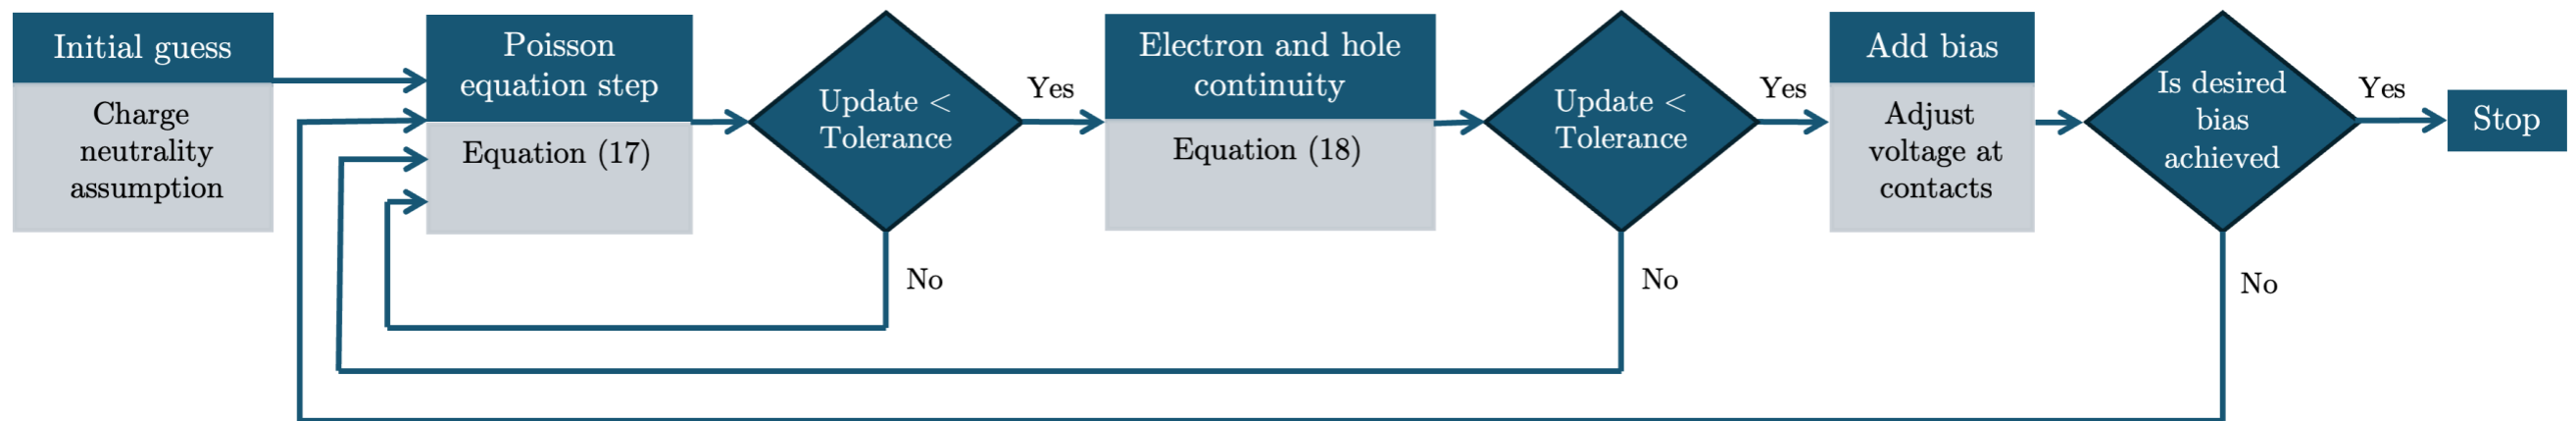 Initial guess
Charge
neutrality
assumption
Poisson
equation step
Equation (17)
Update <
Tolerance
Yes
No
Electron and hole
continuity
Equation (18)
Update <
Tolerance
Yes
No
Add bias
Adjust
voltage at
contacts
Is desired
bias
achieved
Yes
No
Stop